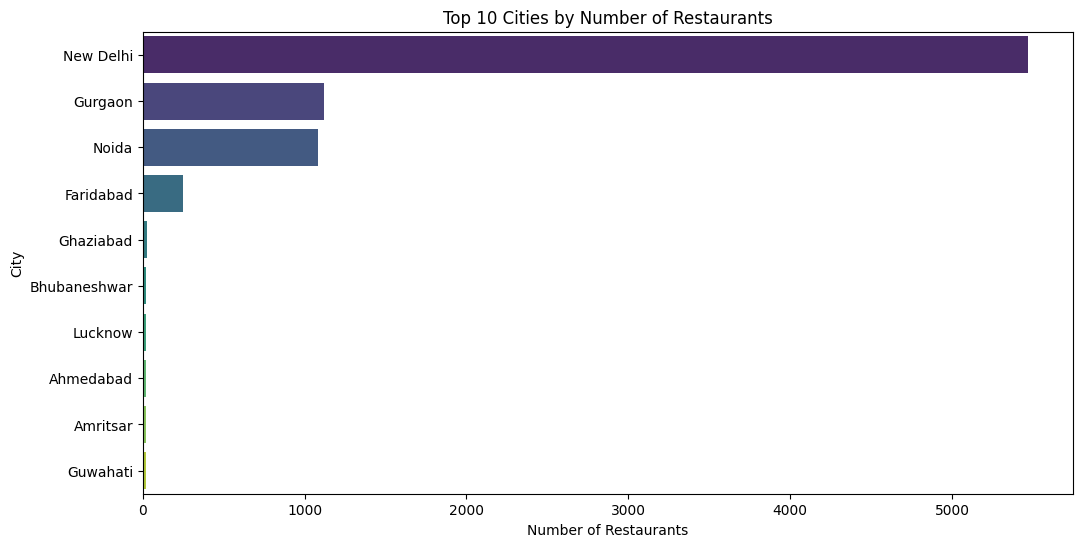 Top 10 Cities by Number of Restaurants
City
New Delhi
Gurgaon
Noida
Faridabad
Ghaziabad
Bhubaneshwar
Lucknow
Ahmedabad
Amritsar
Guwahati
0 1000 2000 3000 4000 5000
Number of Restaurants